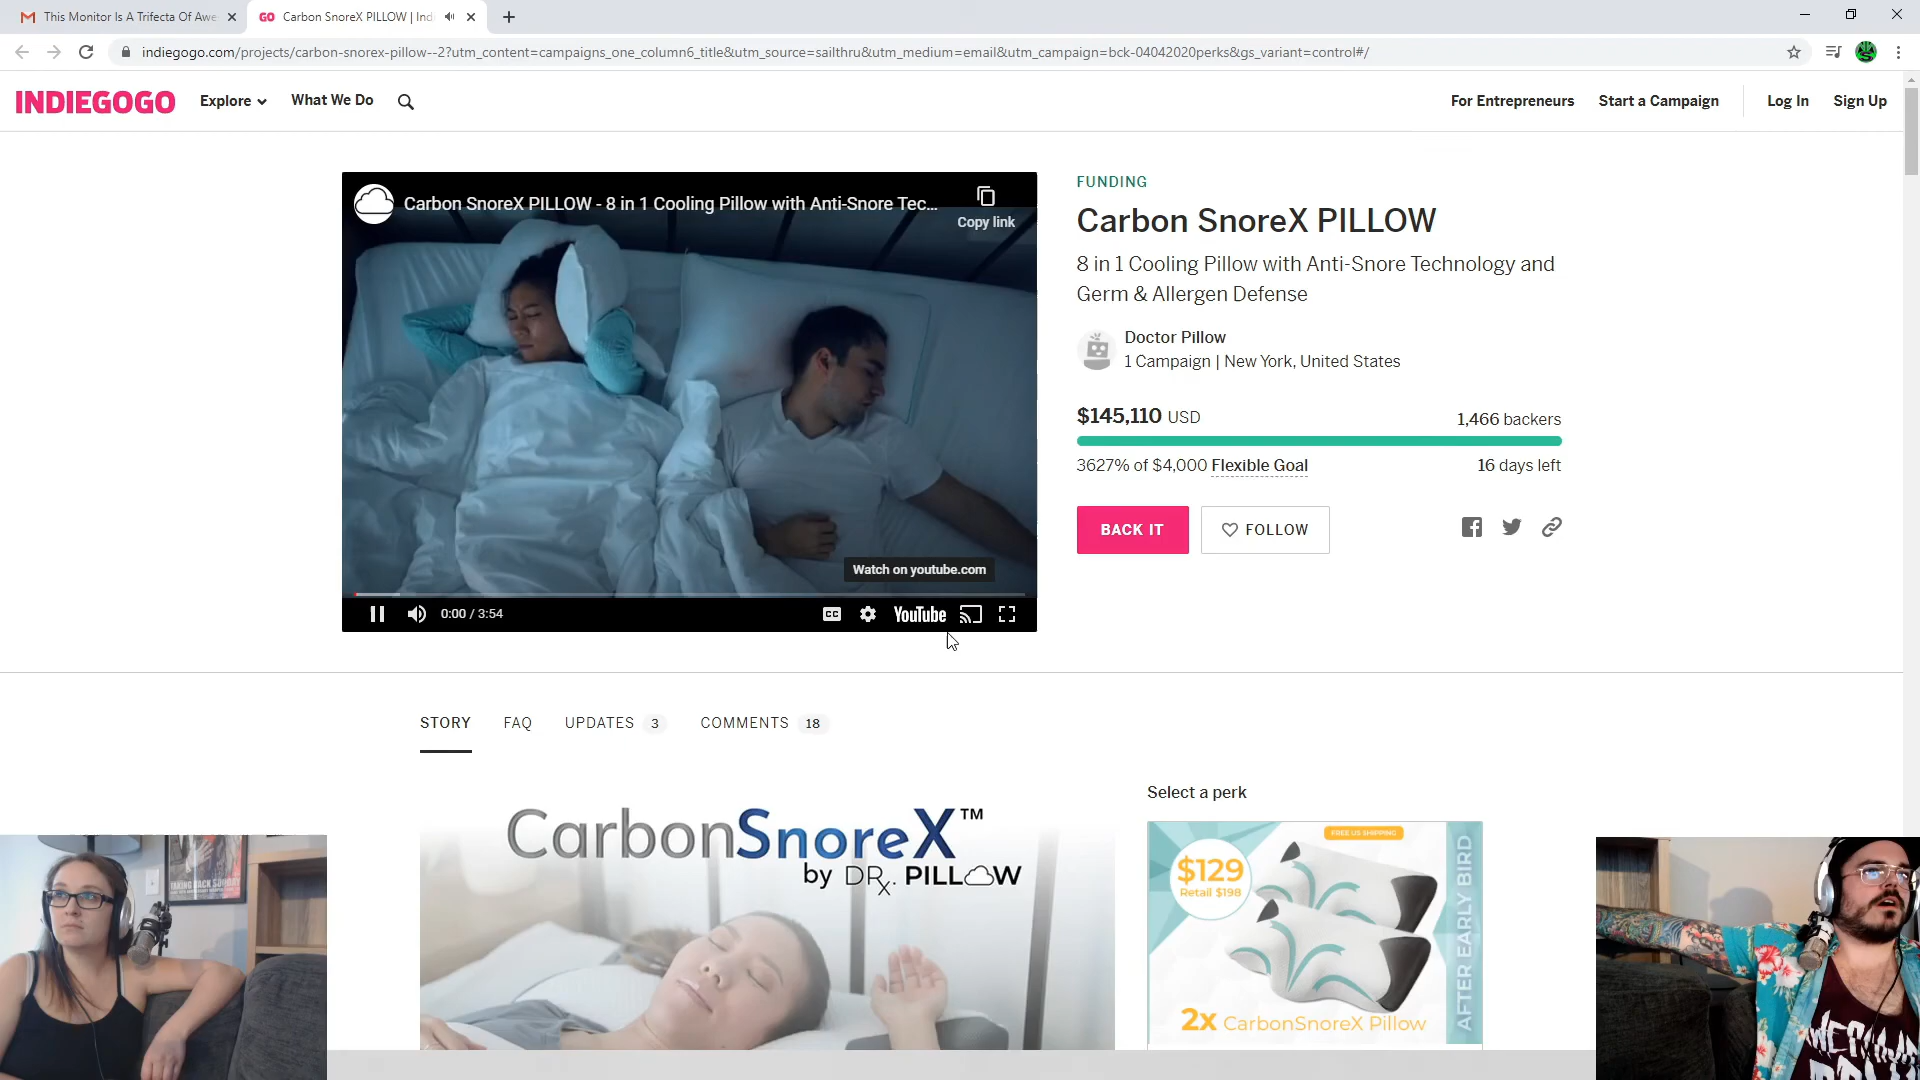 This Monitor Is A Trifecta Of Awe
GO Carbon SnoreX PILLOW | Ind
indiegogo.com/projects/carbon-snorex-pillow--2?utm_content=campaigns_one_column6_title&utm_source=sailthru&utm_medium=email&utm_campaign=bck-04042020perks&gs_variant=control#/
INDIEGOGO Explore What We Do For Entrepreneurs Start a Campaign Log In Sign Up
Carbon SnoreX PILLOW - 8 in 1 Cooling Pillow with Anti-Snore Tec...
Copy link
Watch on youtube.com
0:00 / 3:54 CC YouTube
FUNDING
Carbon SnoreX PILLOW
8 in 1 Cooling Pillow with Anti-Snore Technology and
Germ & Allergen Defense
Doctor Pillow
1 Campaign | New York, United States
$145,110 USD 1,466 backers
3627% of $4,000 Flexible Goal 16 days left
BACK IT FOLLOW
STORY FAQ UPDATES 3 COMMENTS 18
CarbonSnoreX™
by DRx. PILLOW
Select a perk
FREE US SHIPPING
$129
Retail $198
AFTER EARLY BIRD
2x CarbonSnoreX Pillow
TAKING BACK SUNDAY